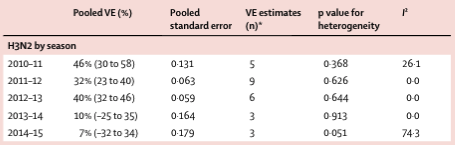 Pooled VE (%) Pooled standard error VE estimates (n)* p value for heterogeneity I²
H3N2 by season
2010–11 46% (30 to 58) 0·131 5 0·368 26·1
2011–12 32% (23 to 40) 0·063 9 0·626 0·0
2012–13 40% (32 to 46) 0·059 6 0·644 0·0
2013–14 10% (–25 to 35) 0·164 3 0·913 0·0
2014–15 7% (–32 to 34) 0·179 3 0·051 74·3